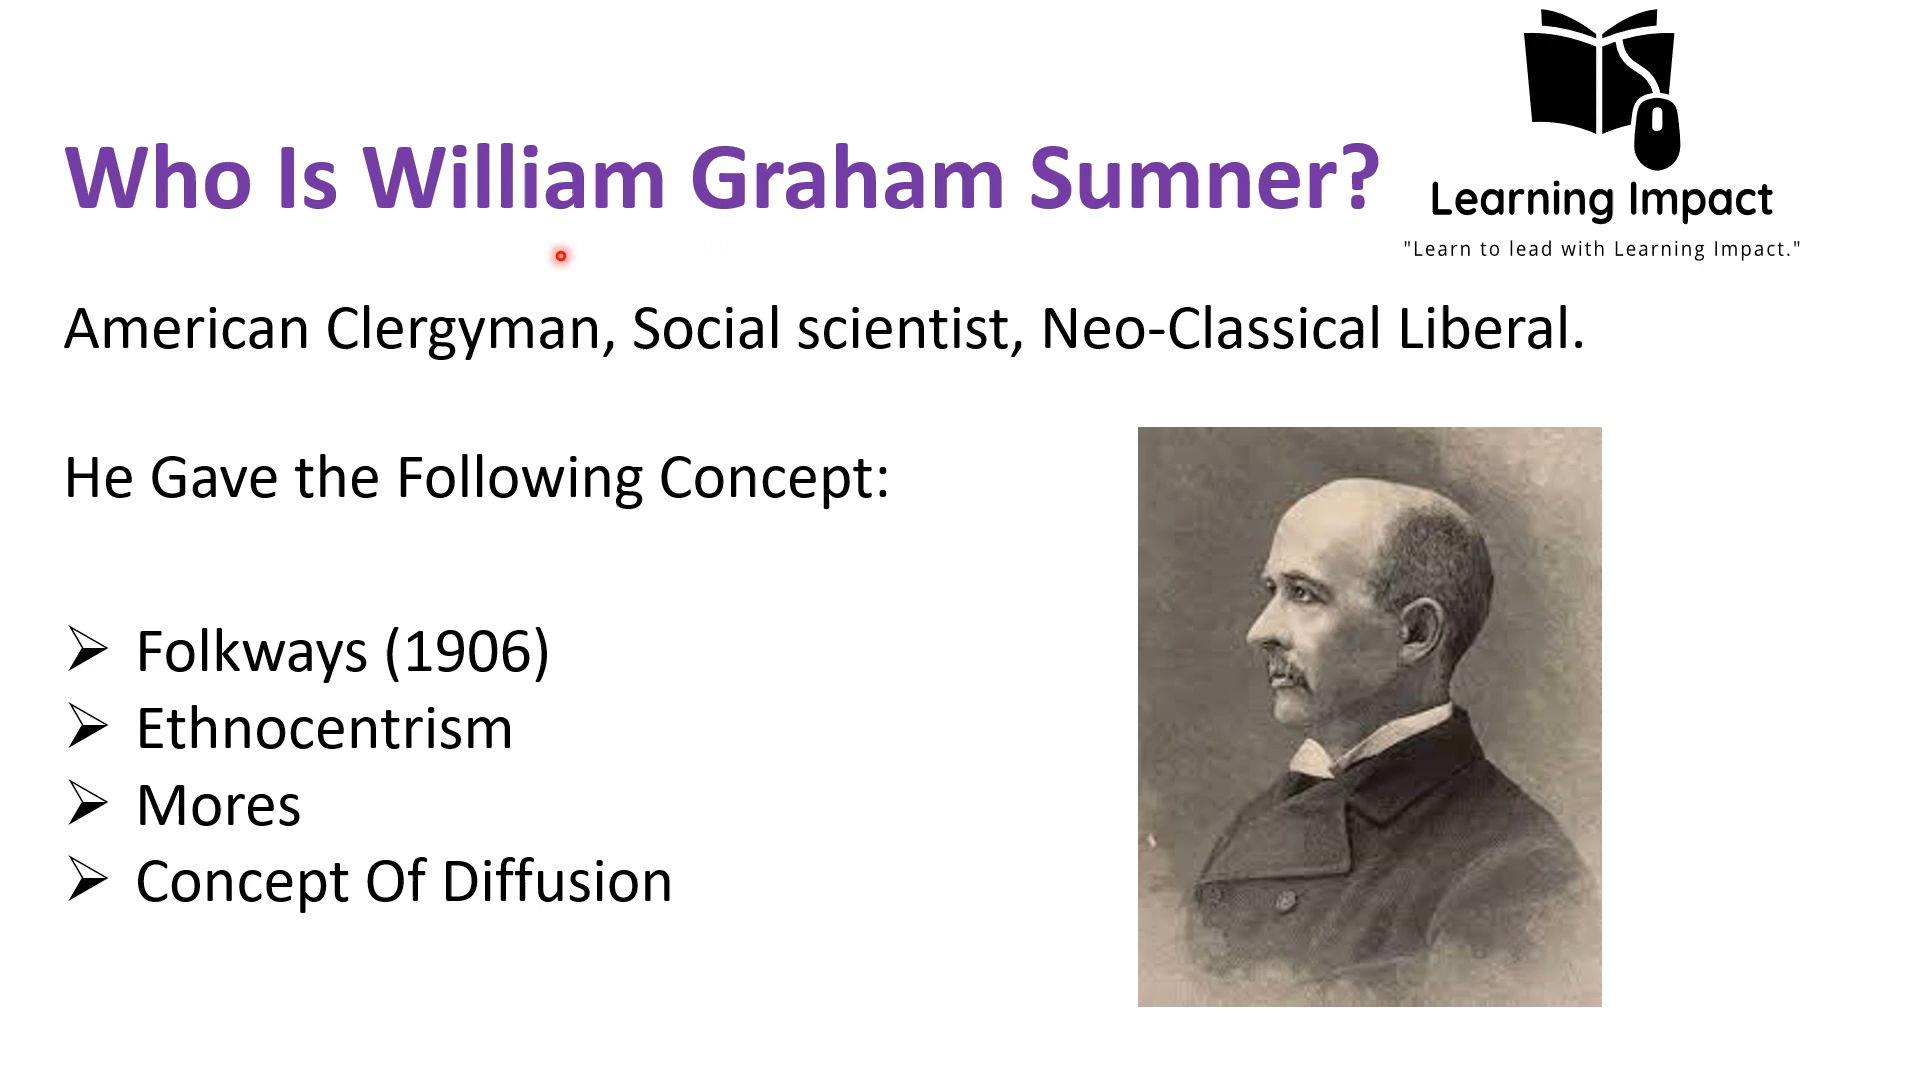 Who Is William Graham Sumner?
Learning Impact
"Learn to lead with Learning Impact."
American Clergyman, Social scientist, Neo-Classical Liberal.
He Gave the Following Concept:
Folkways (1906)
Ethnocentrism
Mores
Concept Of Diffusion